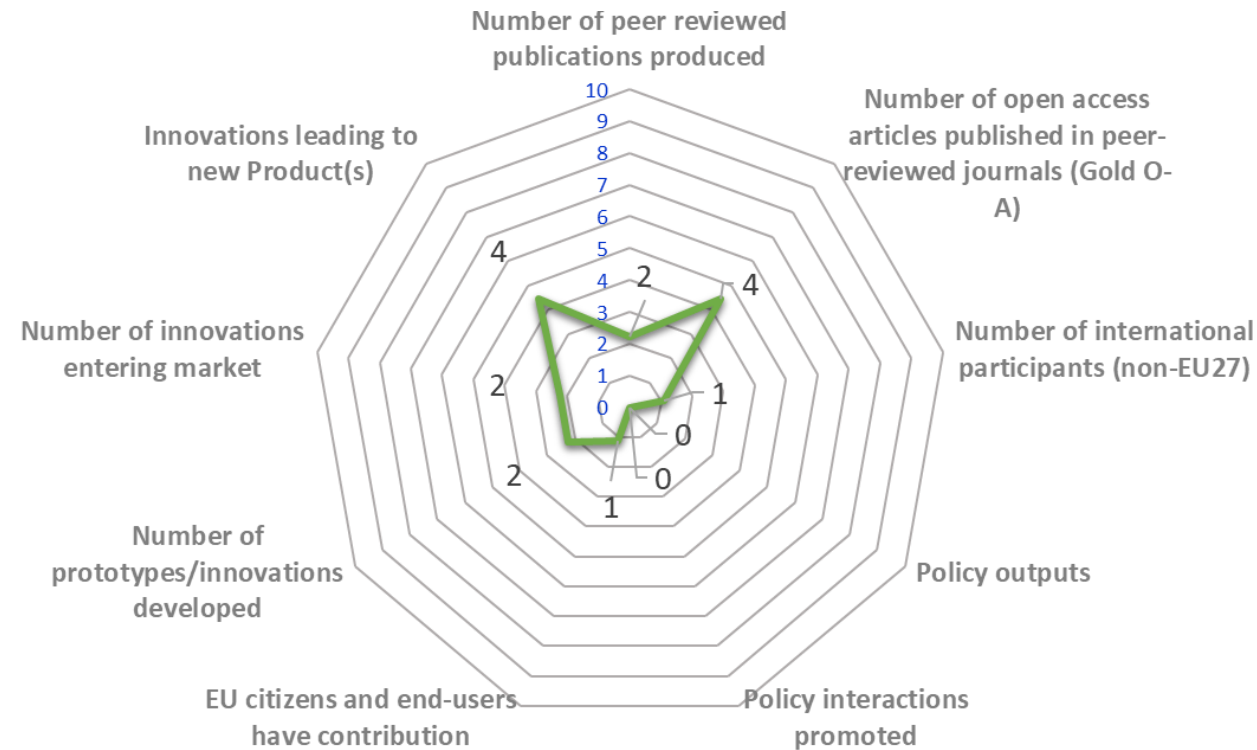 Number of peer reviewed
publications produced
Number of open access
articles published in peer-
reviewed journals (Gold O-
A)
Number of international
participants (non-EU27)
Policy outputs
Policy interactions
promoted
EU citizens and end-users
have contribution
Number of
prototypes/innovations
developed
Number of innovations
entering market
Innovations leading to
new Product(s)
10
9
8
7
6
5
4
3
2
1
0
2
4
1
0
0
1
2
2
4